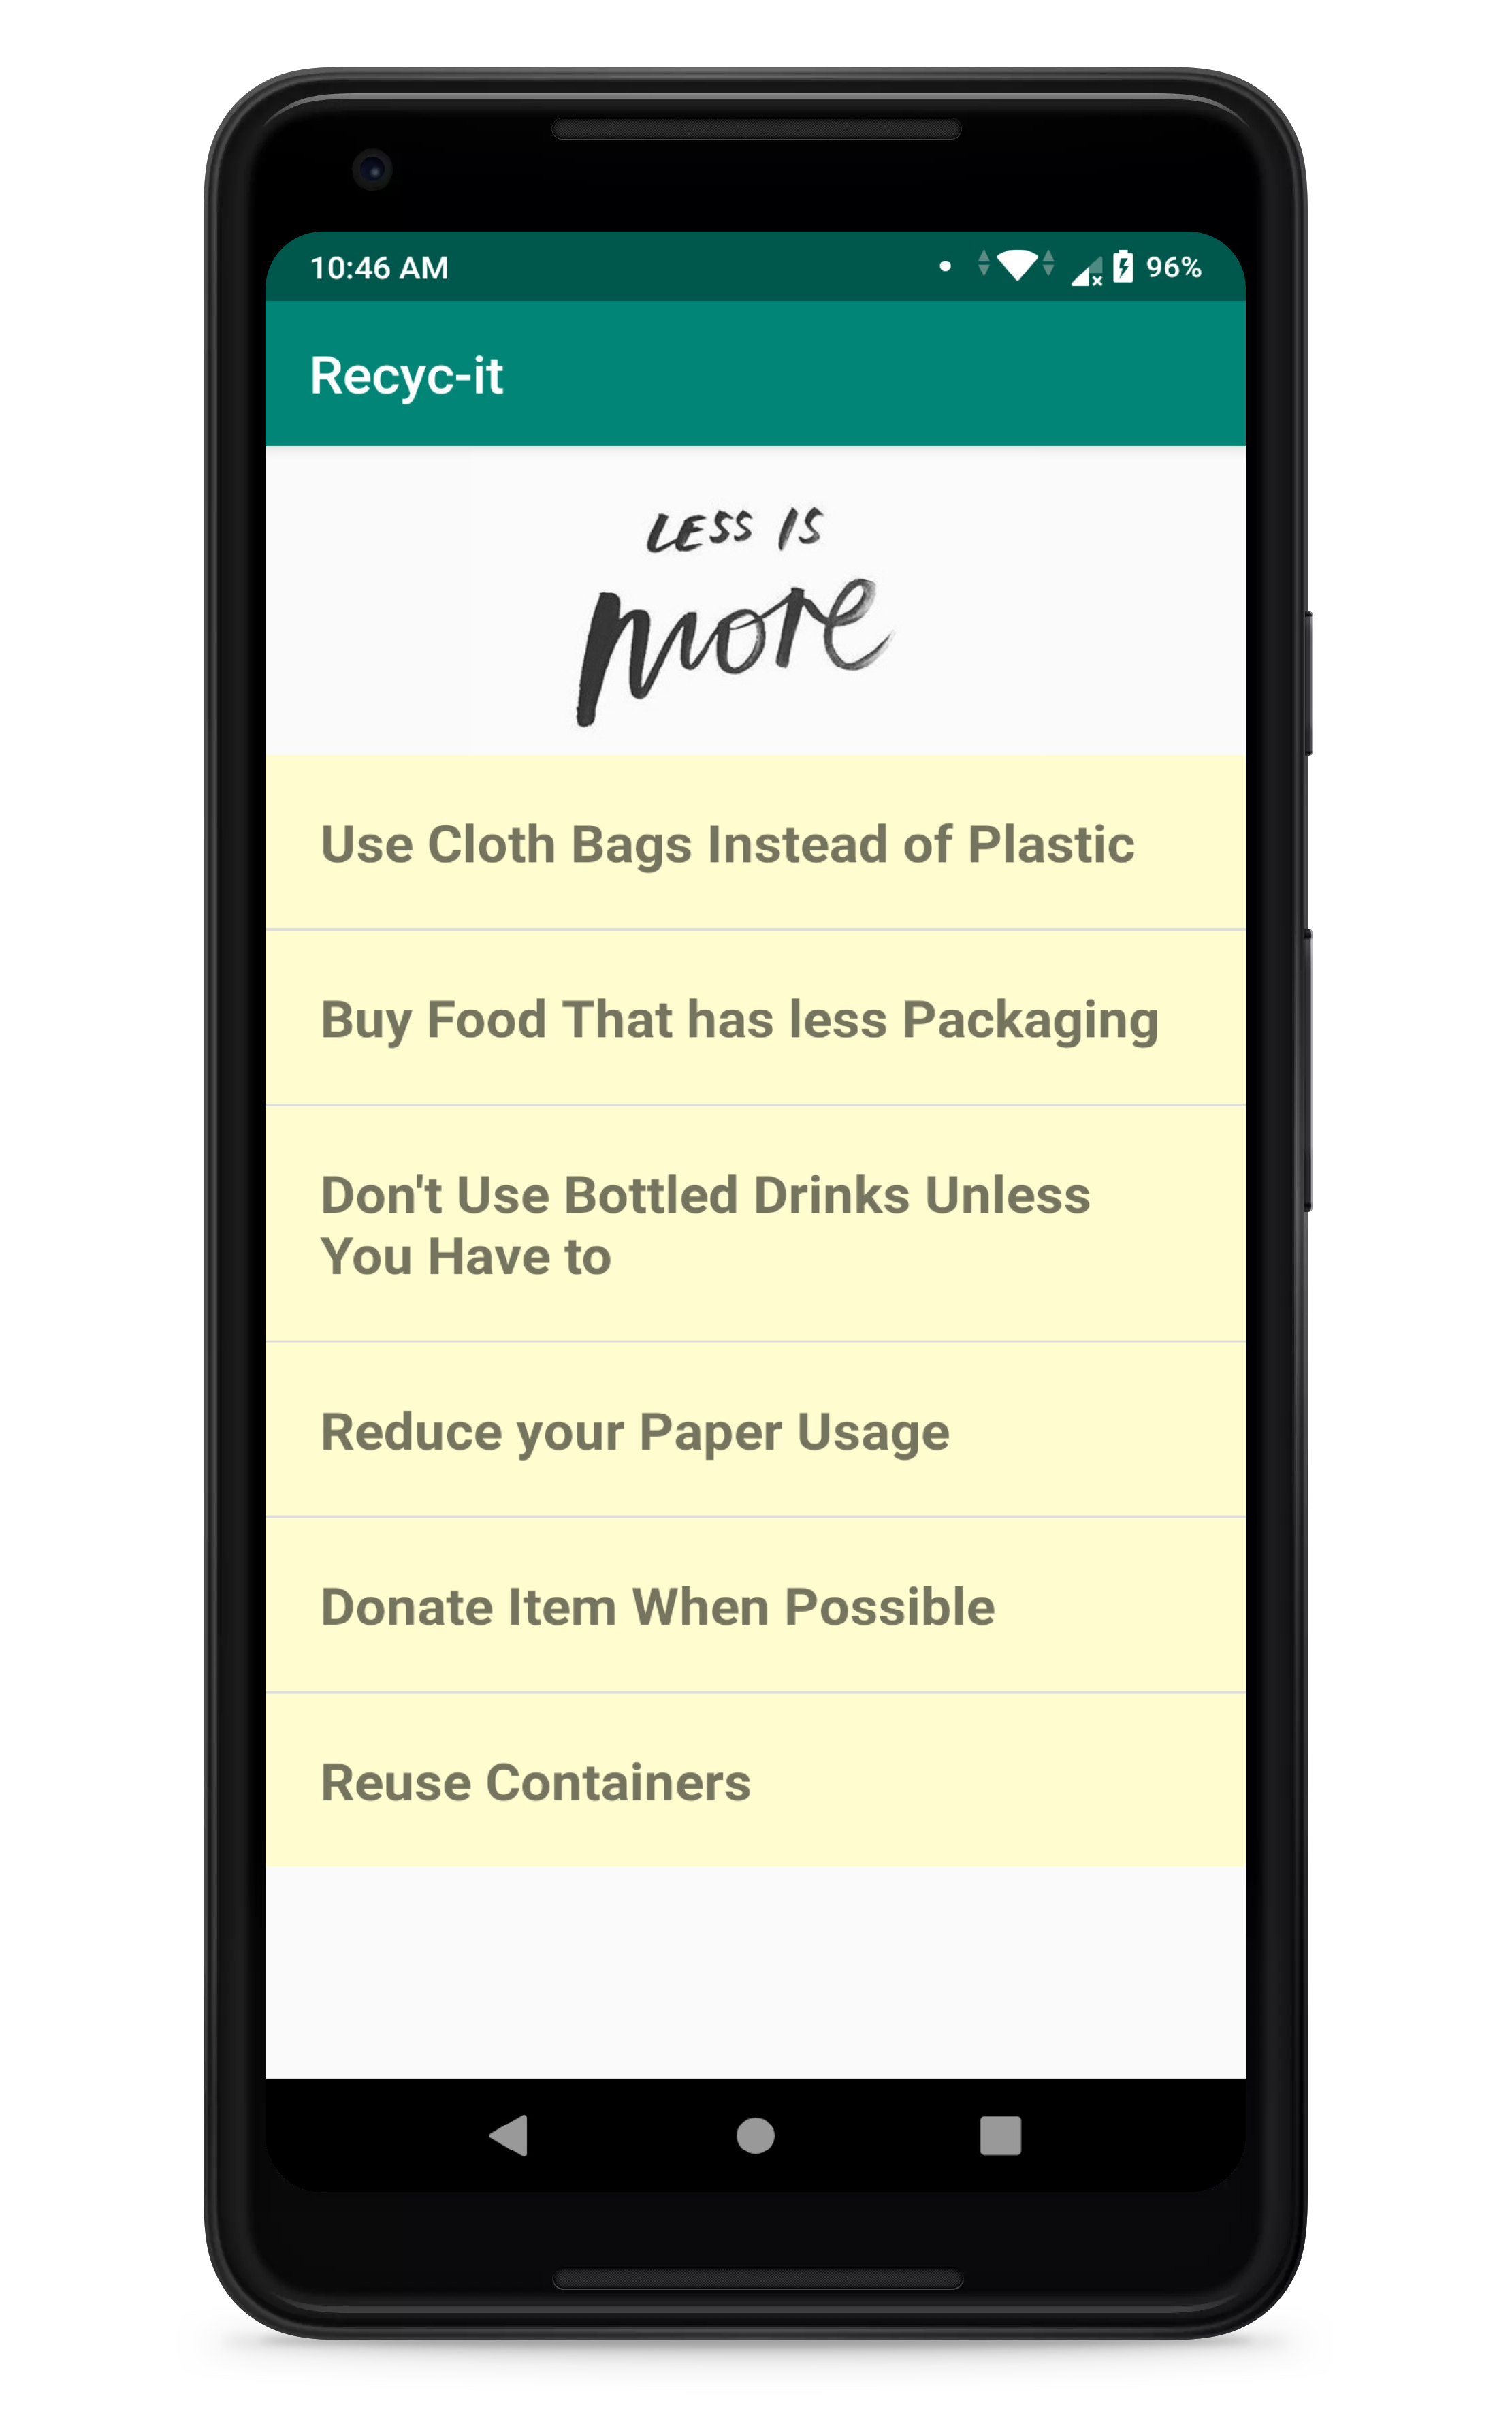 10:46 AM 96%
Recyc-it
LESS IS
more
Use Cloth Bags Instead of Plastic
Buy Food That has less Packaging
Don't Use Bottled Drinks Unless
You Have to
Reduce your Paper Usage
Donate Item When Possible
Reuse Containers